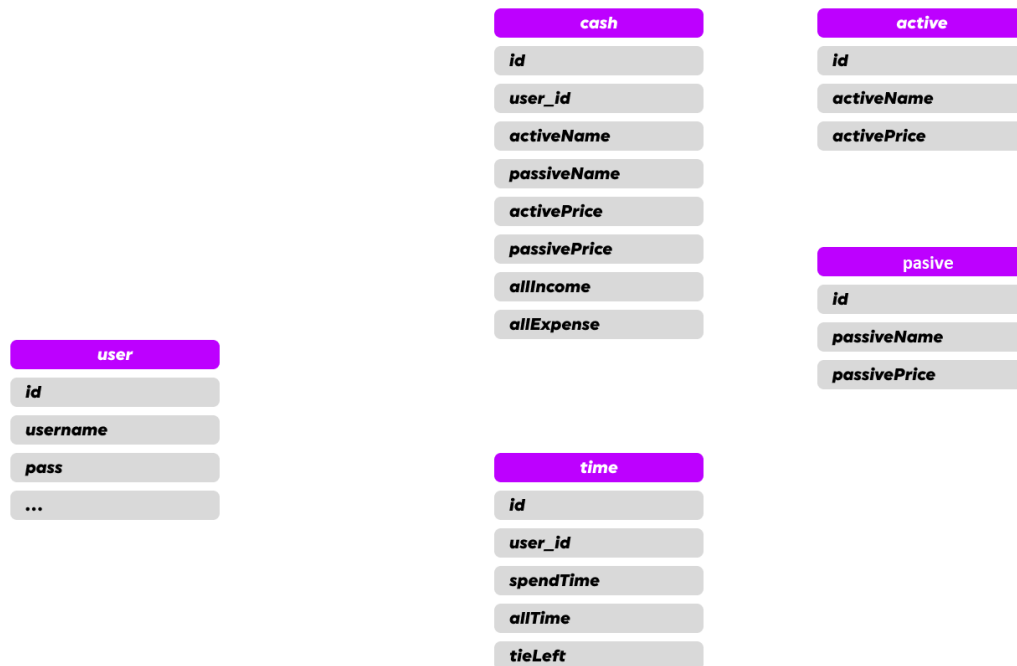 cash
id
user_id
activeName
passiveName
activePrice
passivePrice
allIncome
allExpense
active
id
activeName
activePrice
pasive
id
passiveName
passivePrice
user
id
username
pass
...
time
id
user_id
spendTime
allTime
tieLeft